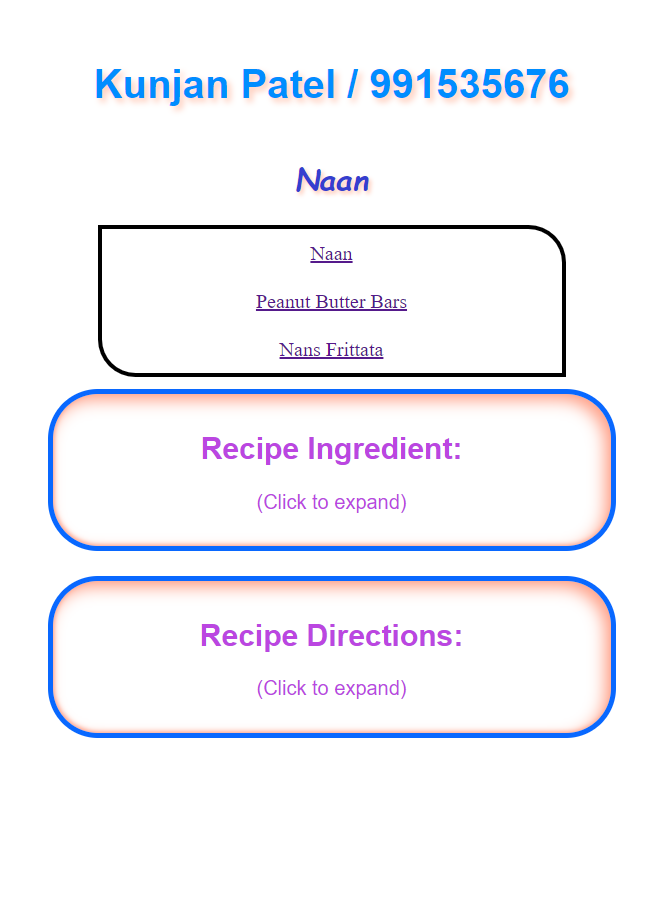 Kunjan Patel / 991535676
Naan
Naan
Peanut Butter Bars
Nans Frittata
Recipe Ingredient:
(Click to expand)
Recipe Directions:
(Click to expand)